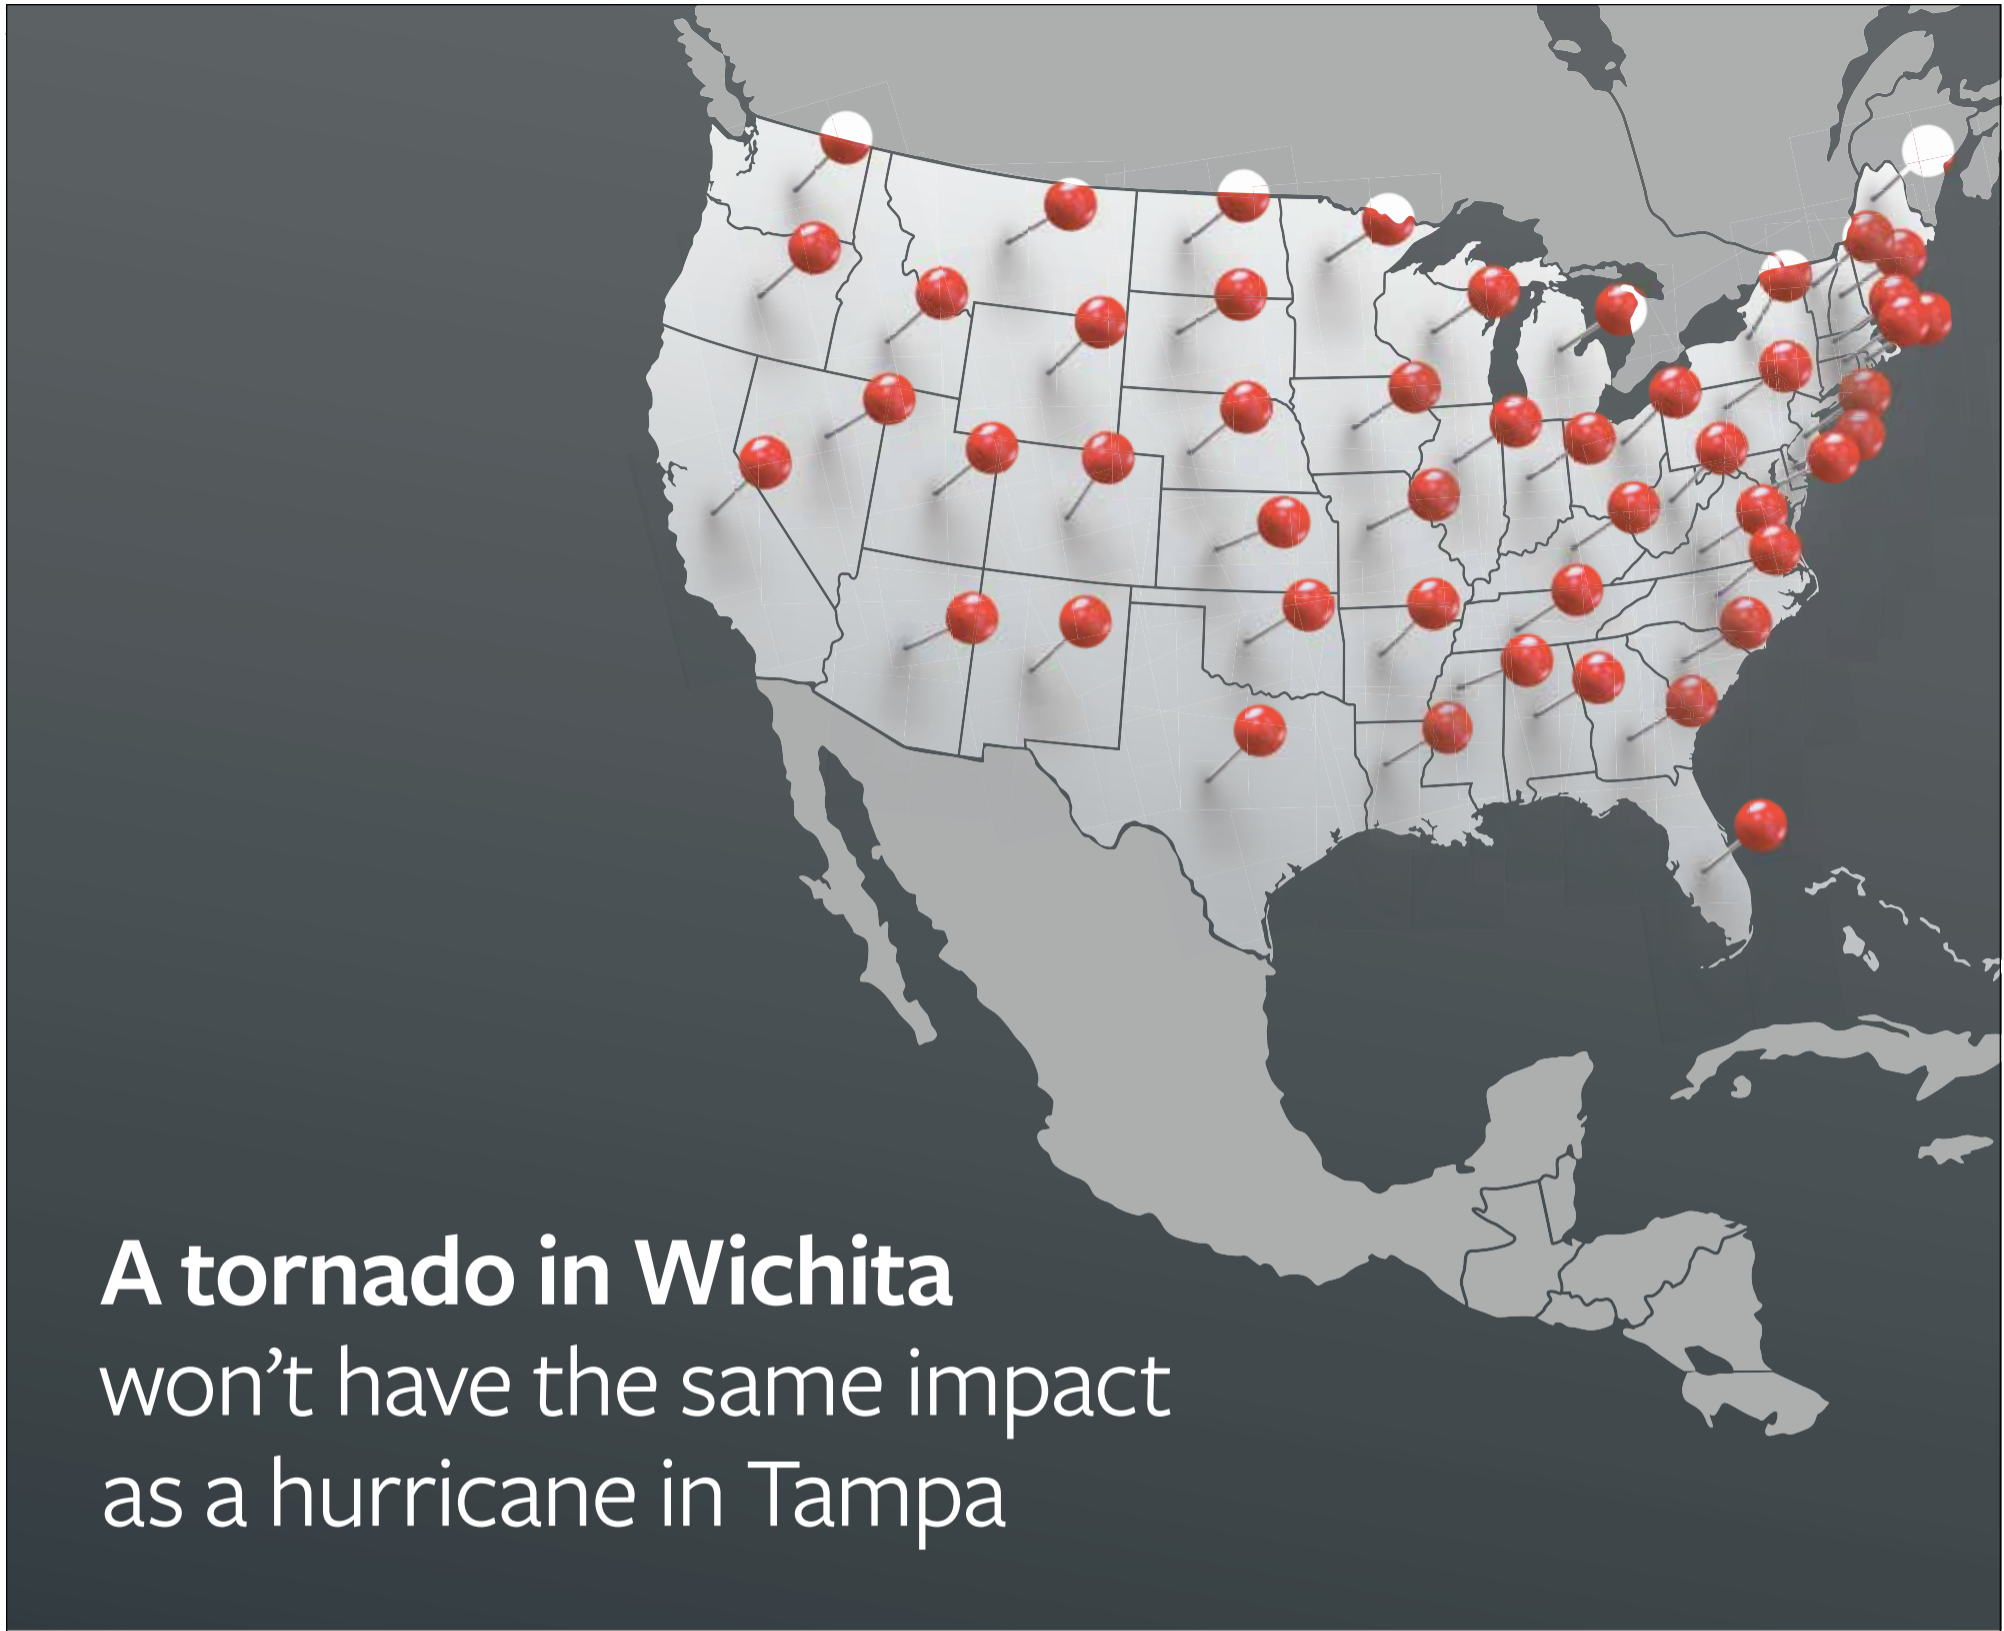 A tornado in Wichita
won’t have the same impact
as a hurricane in Tampa